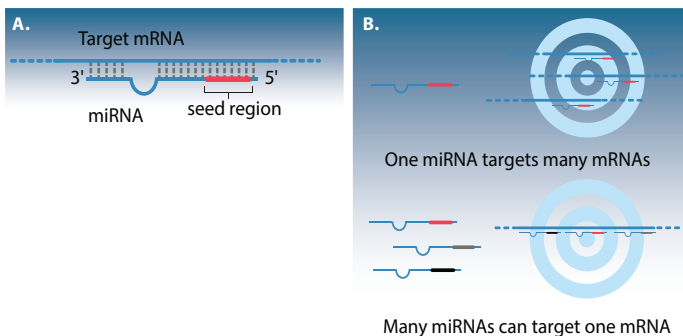 A.
Target mRNA
3' 5'
miRNA
seed region
B.
One miRNA targets many mRNAs
Many miRNAs can target one mRNA